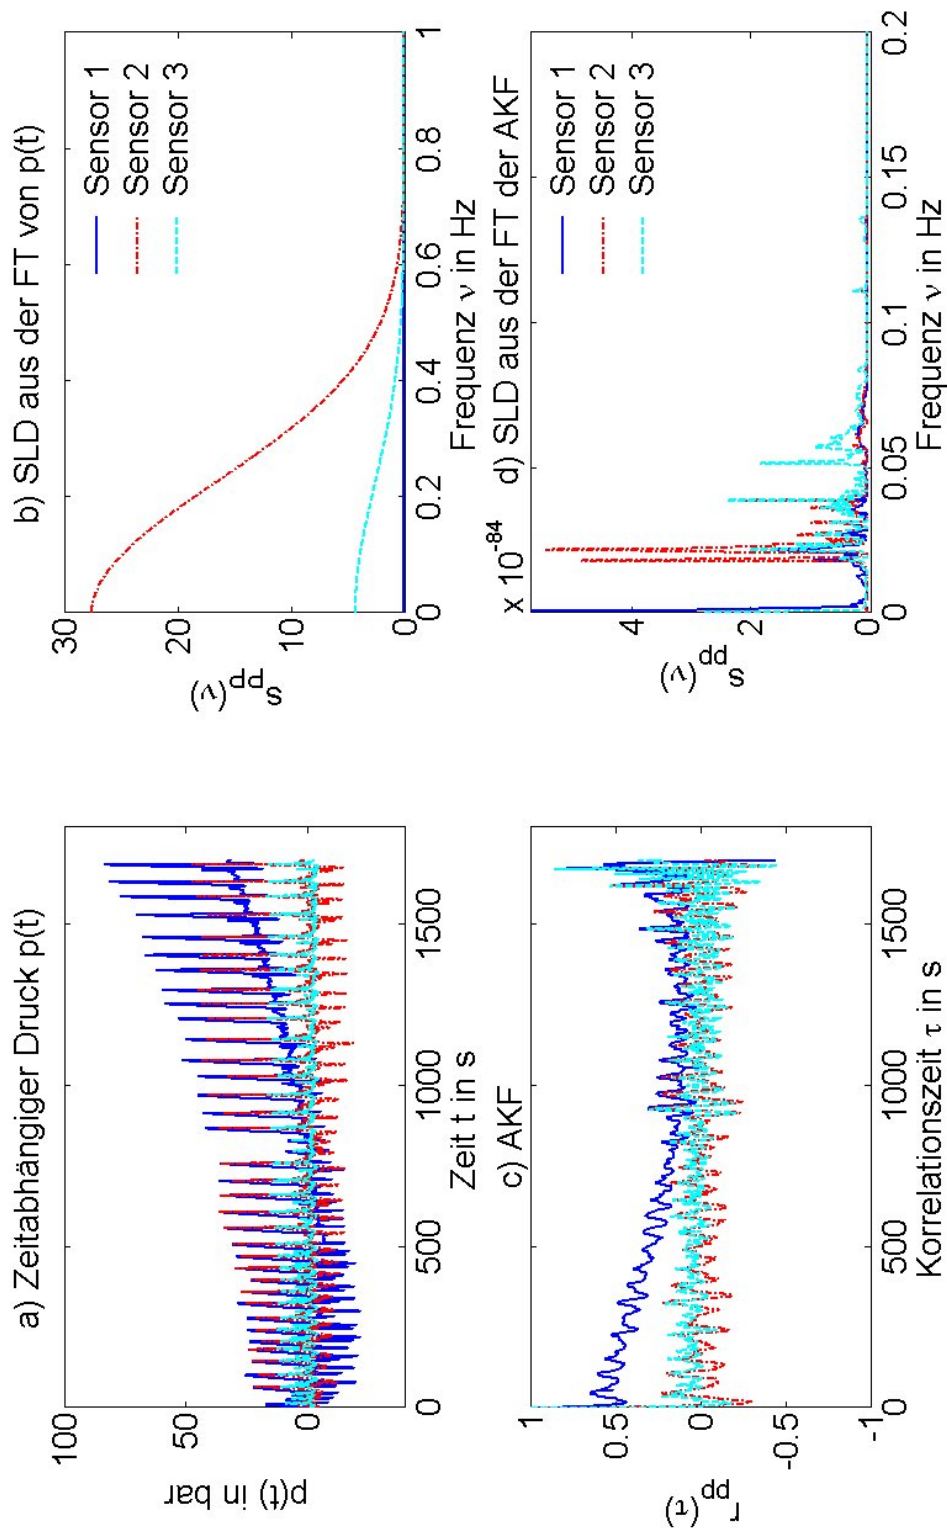 a) Zeitabhängiger Druck p(t)
100
50
0
p(t) in bar
0
500
1000
1500
Zeit t in s
b) SLD aus der FT von p(t)
30
20
10
0
s_pp(ν)
Sensor 1
Sensor 2
Sensor 3
0
0.2
0.4
0.6
0.8
1
Frequenz ν in Hz
c) AKF
1
0.5
0
-0.5
-1
r_pp(τ)
0
500
1000
1500
Korrelationszeit τ in s
x 10^-84
d) SLD aus der FT der AKF
4
2
0
s_pp(ν)
Sensor 1
Sensor 2
Sensor 3
0
0.05
0.1
0.15
0.2
Frequenz ν in Hz